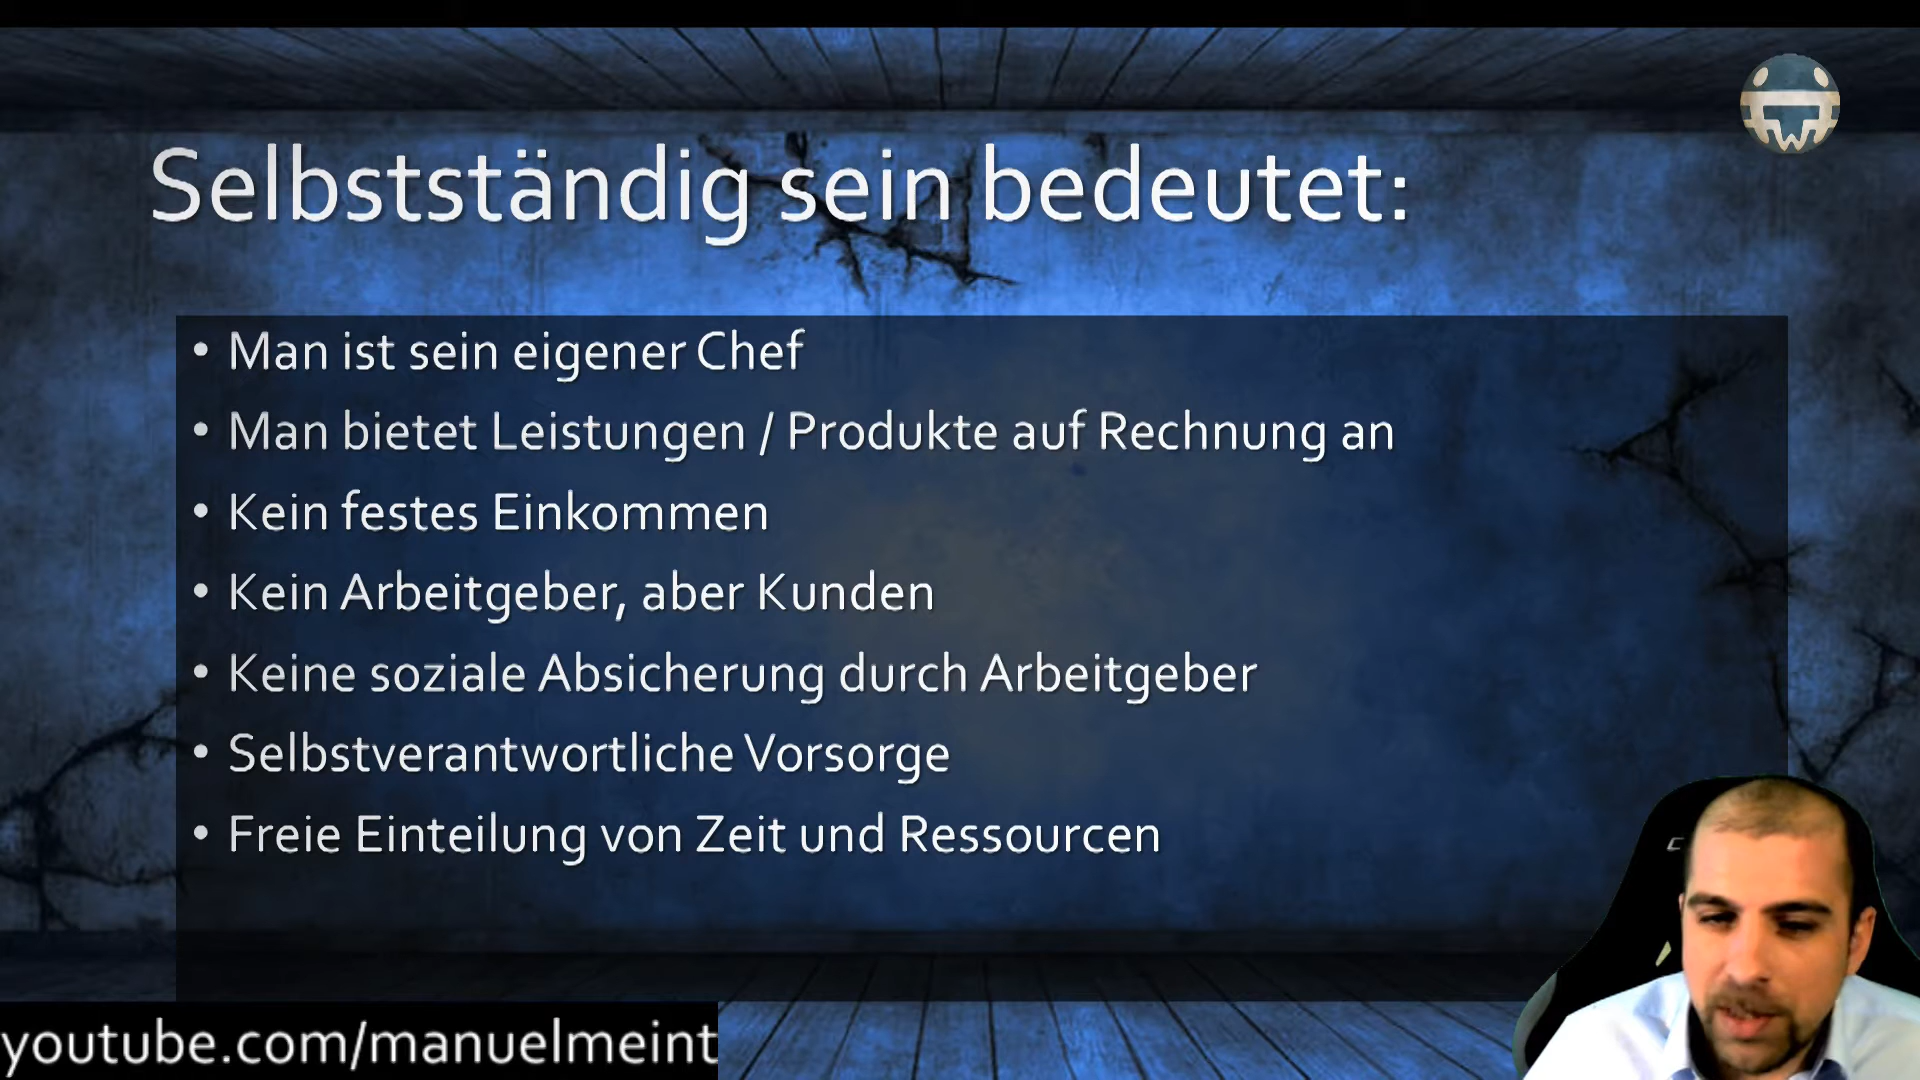 Selbstständig sein bedeutet:
• Man ist sein eigener Chef
• Man bietet Leistungen / Produkte auf Rechnung an
• Kein festes Einkommen
• Kein Arbeitgeber, aber Kunden
• Keine soziale Absicherung durch Arbeitgeber
• Selbstverantwortliche Vorsorge
• Freie Einteilung von Zeit und Ressourcen
youtube.com/manuelmeint